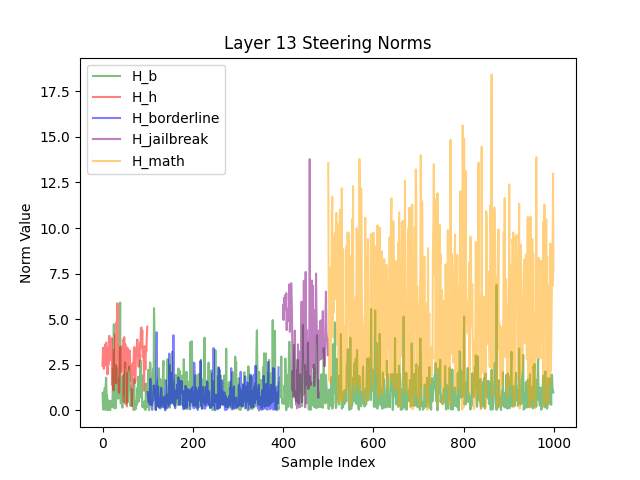 Layer 13 Steering Norms
H_b
H_h
H_borderline
H_jailbreak
H_math
Norm Value
17.5
15.0
12.5
10.0
7.5
5.0
2.5
0.0
0 200 400 600 800 1000
Sample Index